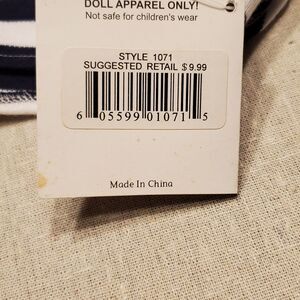 DOLL APPAREL ONLY!
Not safe for children's wear
STYLE 1071
SUGGESTED RETAIL $9.99
6 05599 01071 5
Made In China